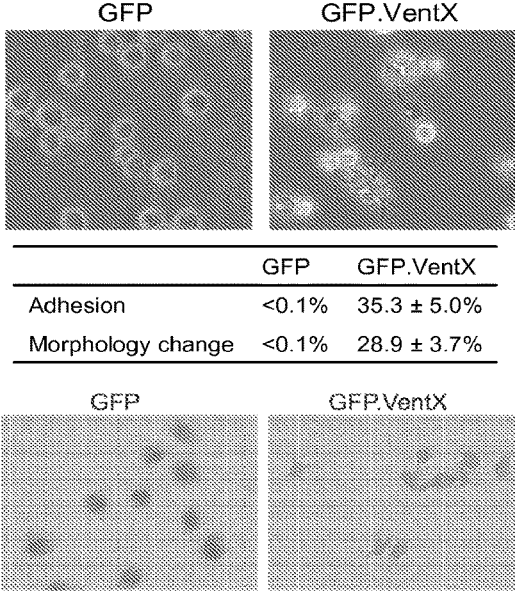 GFP GFP.VentX
GFP GFP.VentX
Adhesion <0.1% 35.3 ± 5.0%
Morphology change <0.1% 28.9 ± 3.7%
GFP GFP.VentX